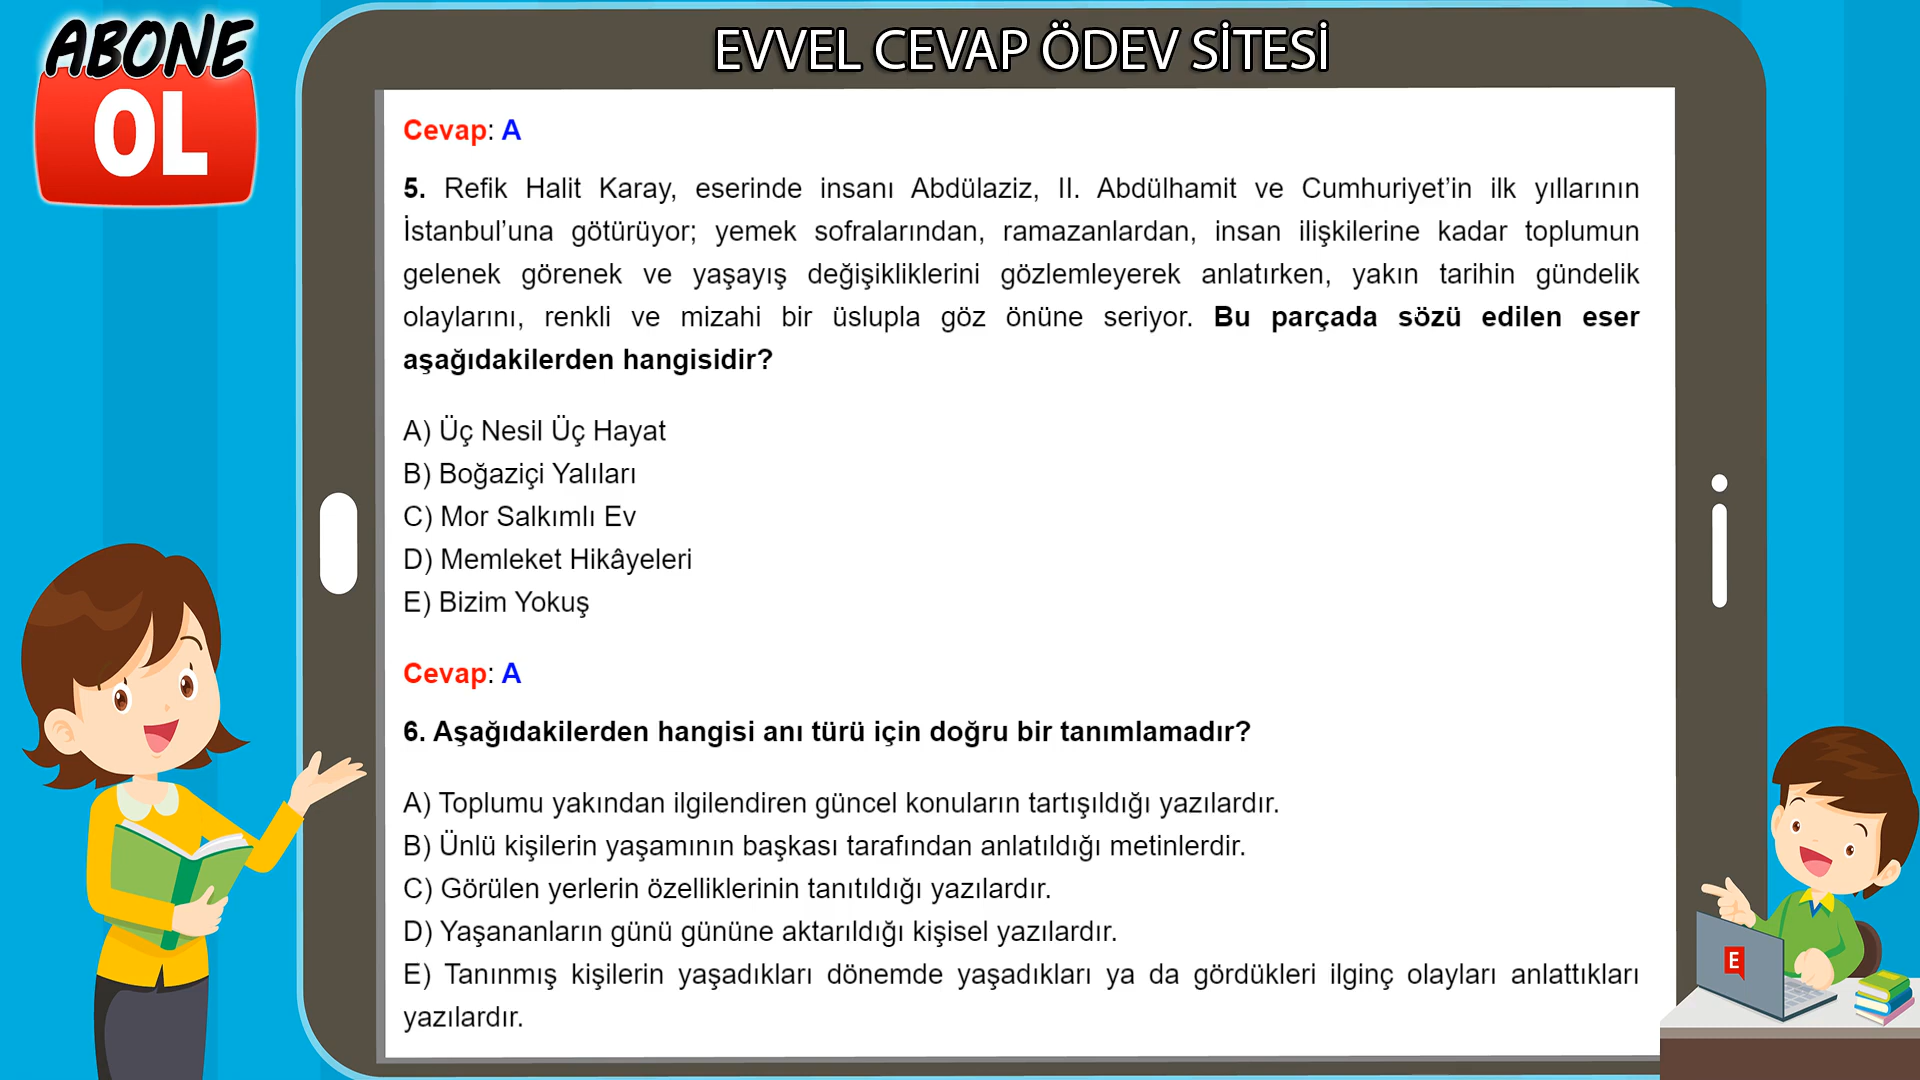 ABONE
OL
EVVEL CEVAP ÖDEV SİTESİ
Cevap: A
5. Refik Halit Karay, eserinde insanı Abdülaziz, II. Abdülhamit ve Cumhuriyet’in ilk yıllarının
İstanbul’una götürüyor; yemek sofralarından, ramazanlardan, insan ilişkilerine kadar toplumun
gelenek görenek ve yaşayış değişikliklerini gözlemleyerek anlatırken, yakın tarihin gündelik
olaylarını, renkli ve mizahi bir üslupla göz önüne seriyor. Bu parçada sözü edilen eser
aşağıdakilerden hangisidir?
A) Üç Nesil Üç Hayat
B) Boğaziçi Yalıları
C) Mor Salkımlı Ev
D) Memleket Hikâyeleri
E) Bizim Yokuş
Cevap: A
6. Aşağıdakilerden hangisi anı türü için doğru bir tanımlamadır?
A) Toplumu yakından ilgilendiren güncel konuların tartışıldığı yazılardır.
B) Ünlü kişilerin yaşamının başkası tarafından anlatıldığı metinlerdir.
C) Görülen yerlerin özelliklerinin tanıtıldığı yazılardır.
D) Yaşananların günü gününe aktarıldığı kişisel yazılardır.
E) Tanınmış kişilerin yaşadıkları dönemde yaşadıkları ya da gördükleri ilginç olayları anlattıkları
yazılardır.
E